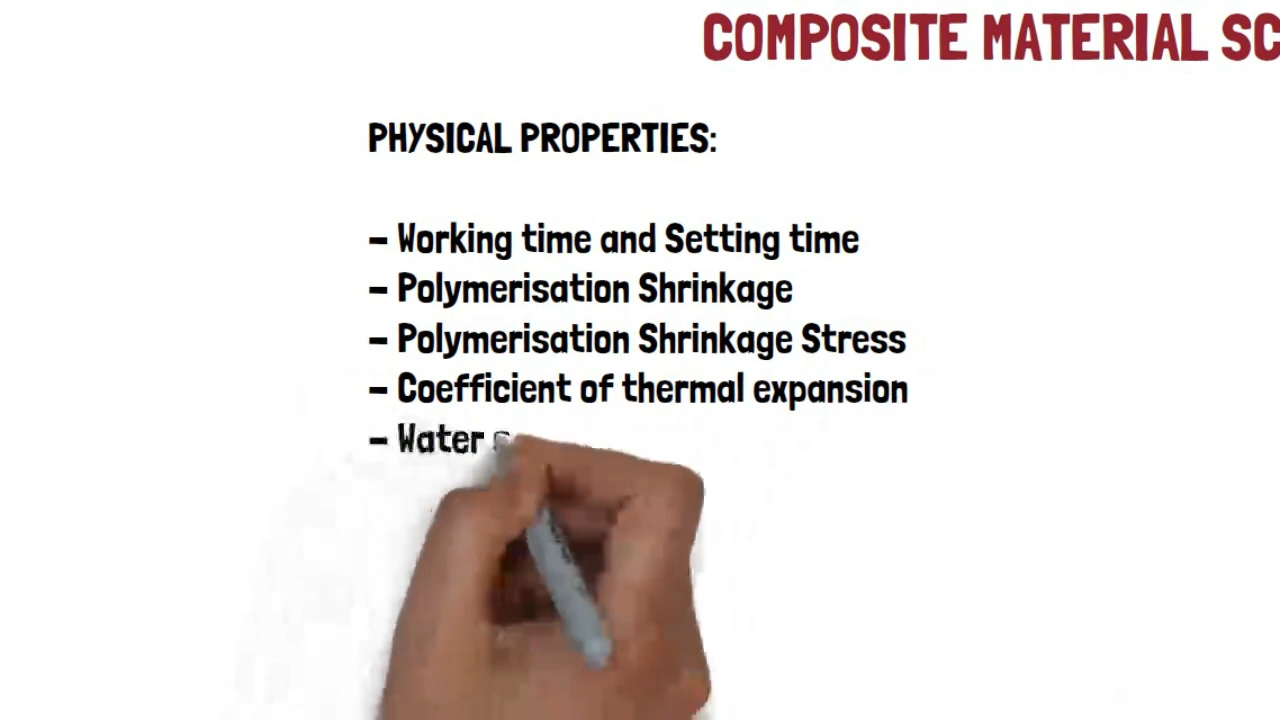 COMPOSITE MATERIAL SC
PHYSICAL PROPERTIES:
- Working time and Setting time
- Polymerisation Shrinkage
- Polymerisation Shrinkage Stress
- Coefficient of thermal expansion
- Water s